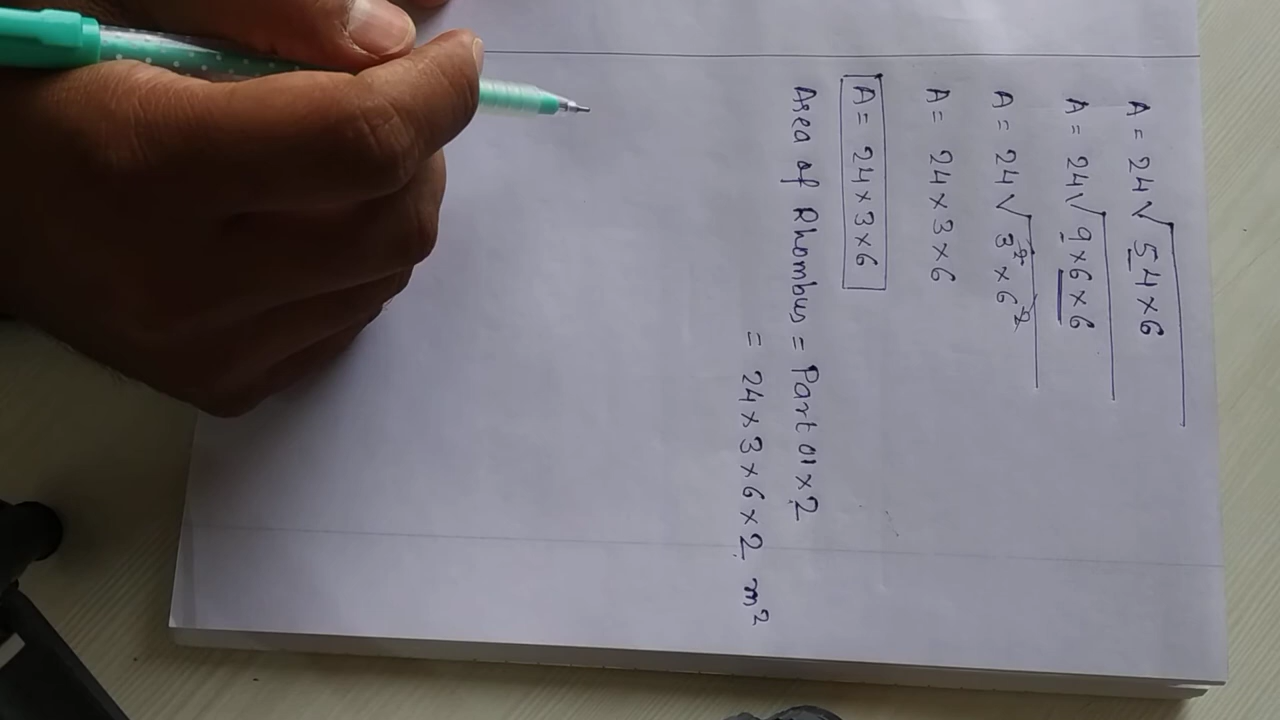 A = 24√54×6
A = 24√9×6×6
A = 24√3²×6²
A = 24×3×6
A = 24×3×6
Area of Rhombus = Part 01×2
= 24×3×6×2 m²